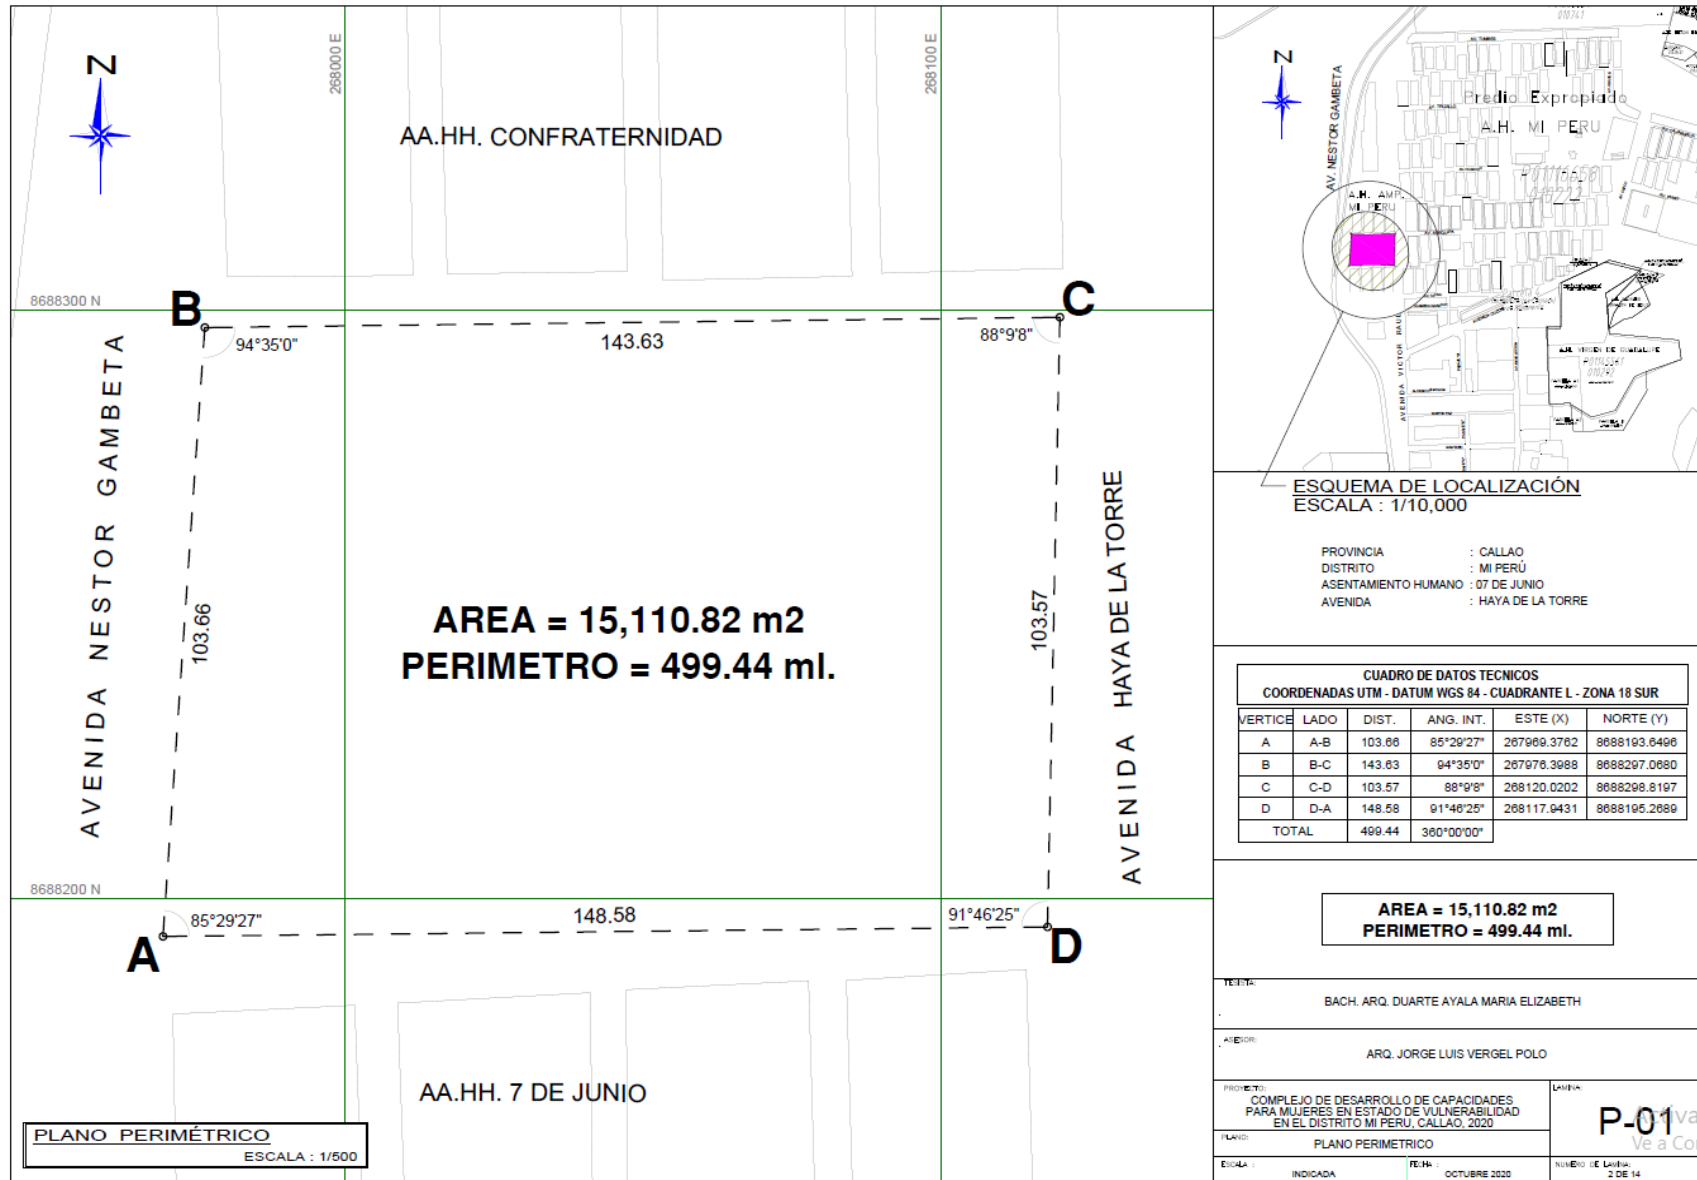 Z
268000 E
268100 E
AA.HH. CONFRATERNIDAD
8688300 N
B
C
94°35'0"
143.63
88°9'8"
AVENIDA NESTOR GAMBETA
103.66
AREA = 15,110.82 m2
PERIMETRO = 499.44 ml.
103.57
AVENIDA HAYA DE LA TORRE
8688200 N
85°29'27"
148.58
91°46'25"
A
D
AA.HH. 7 DE JUNIO
PLANO PERIMÉTRICO
ESCALA : 1/500
Z
AV. NESTOR GAMBETA
Predio Expropiado
A.H. MI PERU
A.H. AMP.
MI PERU
AVENIDA VICTOR RAUL
A.H. VIRGEN DE GUADALUPE
ESQUEMA DE LOCALIZACIÓN
ESCALA : 1/10,000
PROVINCIA : CALLAO
DISTRITO : MI PERÚ
ASENTAMIENTO HUMANO : 07 DE JUNIO
AVENIDA : HAYA DE LA TORRE
CUADRO DE DATOS TECNICOS
COORDENADAS UTM - DATUM WGS 84 - CUADRANTE L - ZONA 18 SUR
VERTICE LADO DIST. ANG. INT. ESTE (X) NORTE (Y)
A A-B 103.66 85°29'27" 267969.3762 8688193.6496
B B-C 143.63 94°35'0" 267976.3988 8688297.0680
C C-D 103.57 88°9'8" 268120.0202 8688298.8197
D D-A 148.58 91°46'25" 268117.9431 8688195.2689
TOTAL 499.44 360°00'00"
AREA = 15,110.82 m2
PERIMETRO = 499.44 ml.
TESISTA:
BACH. ARQ. DUARTE AYALA MARIA ELIZABETH
ASESOR:
ARQ. JORGE LUIS VERGEL POLO
PROYECTO:
COMPLEJO DE DESARROLLO DE CAPACIDADES
PARA MUJERES EN ESTADO DE VULNERABILIDAD
EN EL DISTRITO MI PERU, CALLAO, 2020
LAMINA:
P-01
Activa
Ve a Co
PLANO:
PLANO PERIMETRICO
ESCALA :
INDICADA
FECHA :
OCTUBRE 2020
NUMERO DE LAMINA:
2 DE 14